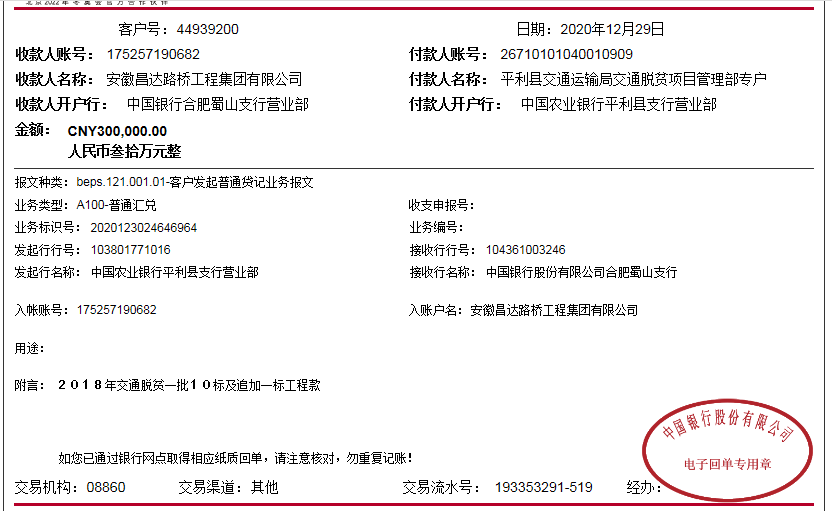 北京2022年冬奥会官方合作伙伴
客户号：44939200 日期：2020年12月29日
收款人账号：175257190682 付款人账号：26710101040010909
收款人名称：安徽昌达路桥工程集团有限公司 付款人名称：平利县交通运输局交通脱贫项目管理部专户
收款人开户行：中国银行合肥蜀山支行营业部 付款人开户行：中国农业银行平利县支行营业部
金额：CNY300,000.00
人民币叁拾万元整
报文种类：beps.121.001.01-客户发起普通贷记业务报文
业务类型：A100-普通汇兑 收支申报号：
业务标识号：2020123024646964 业务编号：
发起行行号：103801771016 接收行行号：104361003246
发起行名称：中国农业银行平利县支行营业部 接收行名称：中国银行股份有限公司合肥蜀山支行
入帐账号：175257190682 入账户名：安徽昌达路桥工程集团有限公司
用途：
附言：２０１８年交通脱贫一批１０标及追加一标工程款
中国银行股份有限公司
电子回单专用章
如您已通过银行网点取得相应纸质回单，请注意核对，勿重复记账！
交易机构：08860 交易渠道：其他 交易流水号：193353291-519 经办：